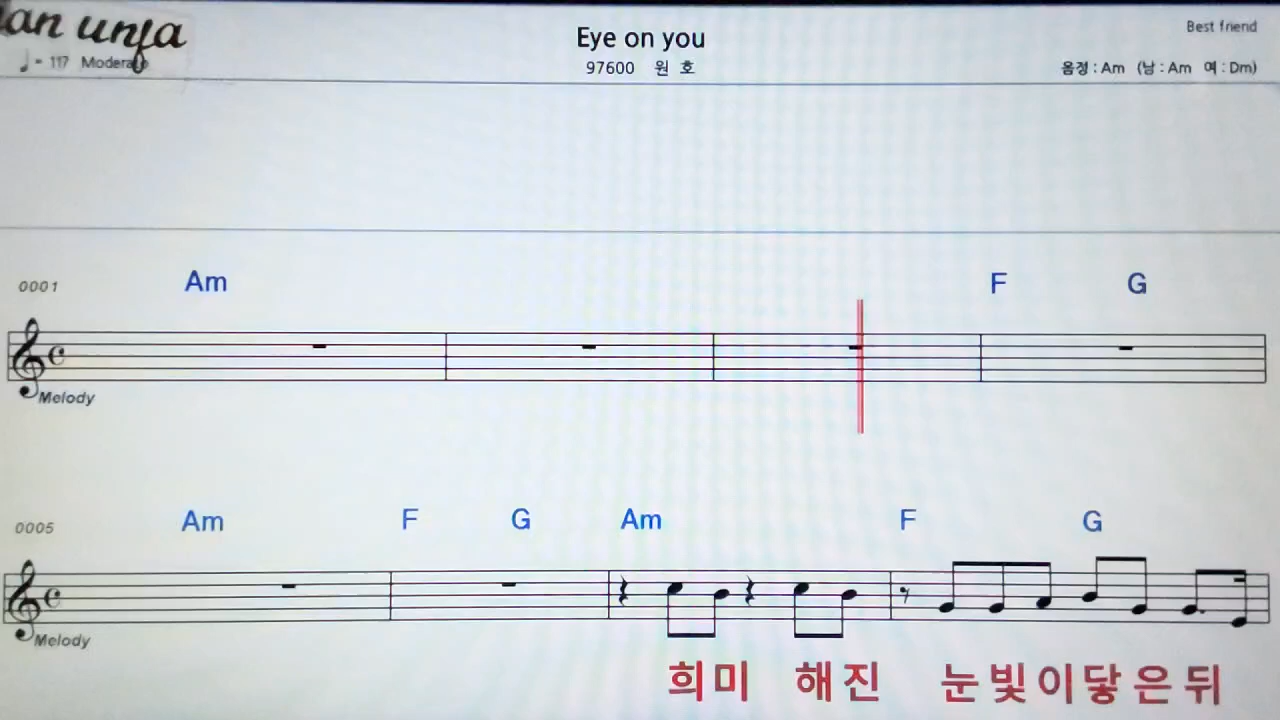 an unfa
Eye on you
Best friend
♩= 117 Moderato
97600 원 호
음정 : Am (남 : Am 여 : Dm)
0001 Am F G
Melody
0005 Am F G Am F G
Melody
희미 해진 눈빛이닿은뒤